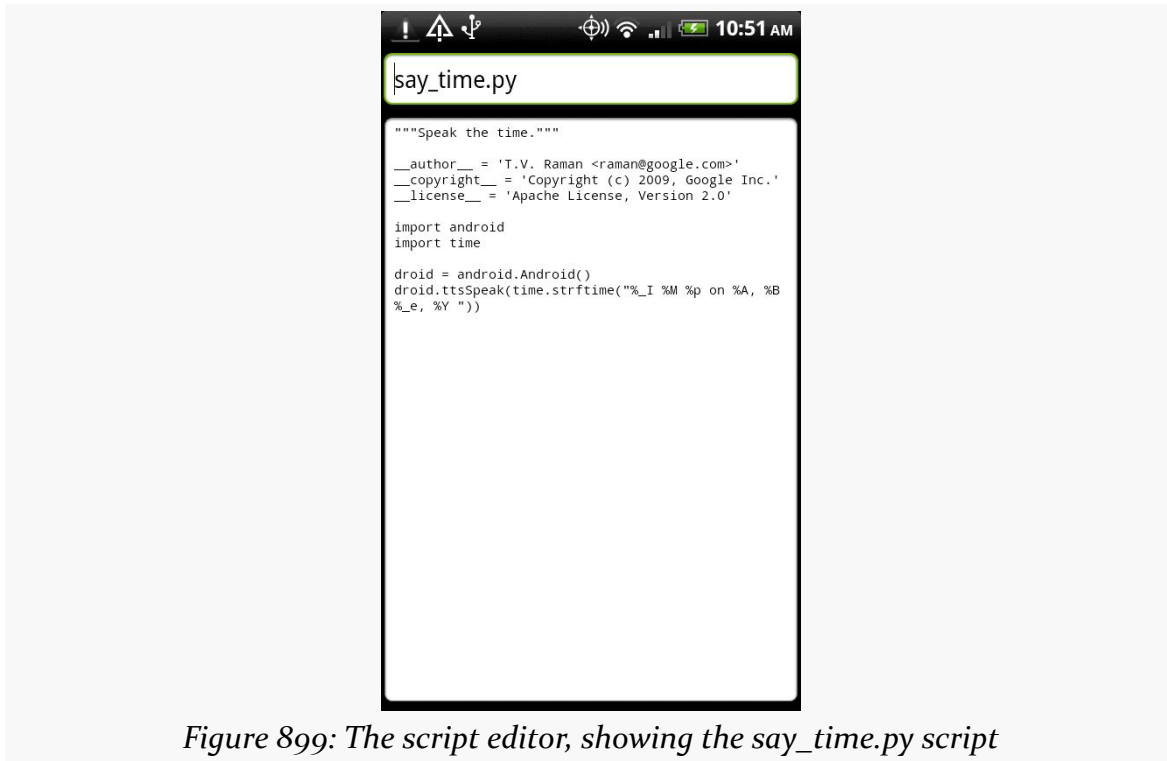 10:51 AM
say_time.py
"""Speak the time."""
__author__ = 'T.V. Raman <raman@google.com>'
__copyright__ = 'Copyright (c) 2009, Google Inc.'
__license__ = 'Apache License, Version 2.0'
import android
import time
droid = android.Android()
droid.ttsSpeak(time.strftime("%_I %M %p on %A, %B
%_e, %Y "))
Figure 899: The script editor, showing the say_time.py script